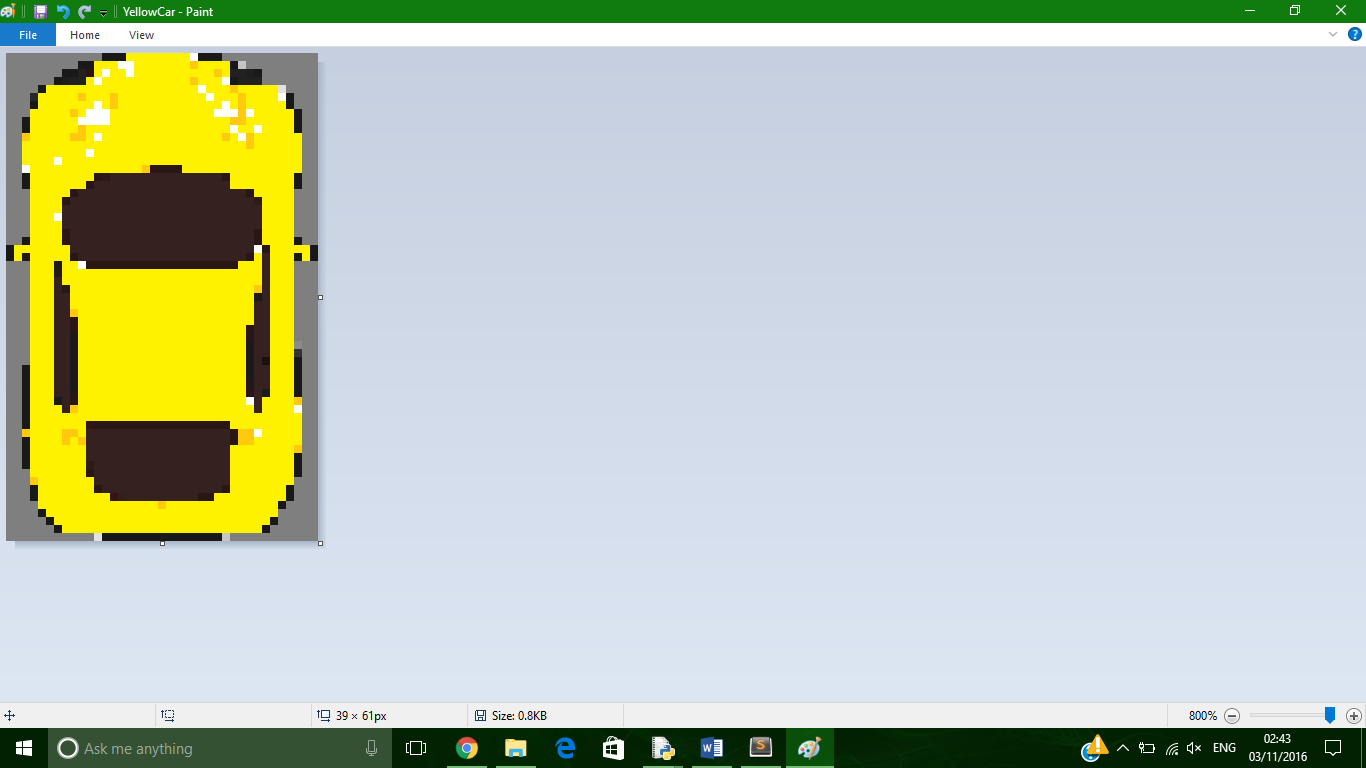 YellowCar - Paint
File Home View
39 × 61px Size: 0.8KB 800%
Ask me anything ENG 02:43
03/11/2016